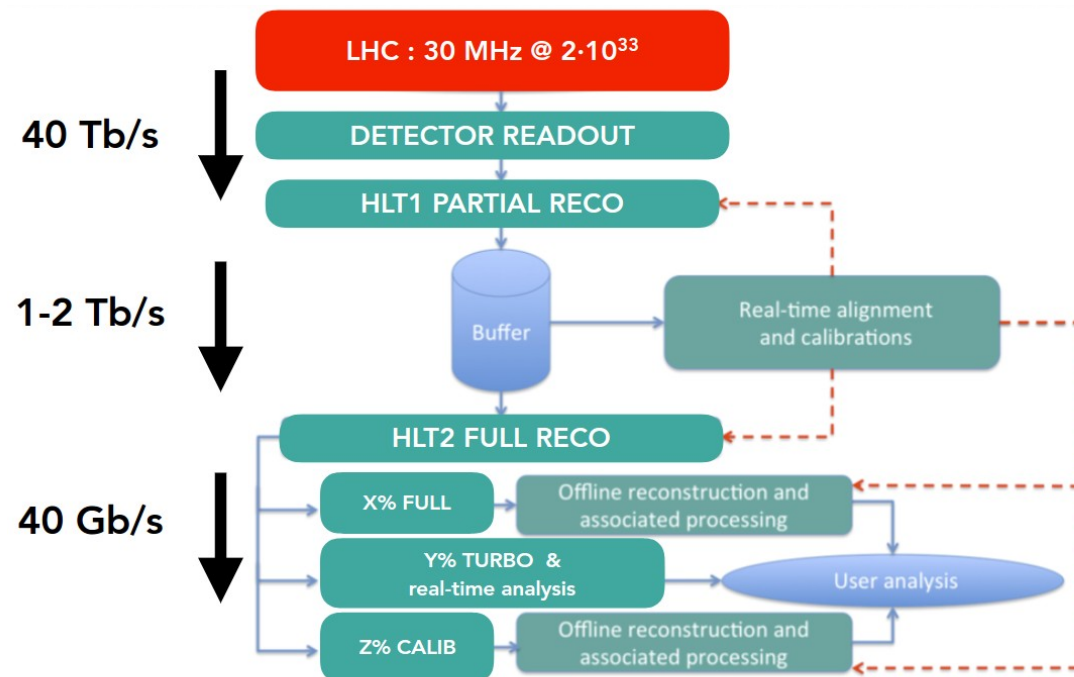 LHC : 30 MHz @ 2·10³³
40 Tb/s
DETECTOR READOUT
HLT1 PARTIAL RECO
1-2 Tb/s
Buffer
Real-time alignment
and calibrations
HLT2 FULL RECO
40 Gb/s
X% FULL
Offline reconstruction and
associated processing
Y% TURBO &
real-time analysis
User analysis
Z% CALIB
Offline reconstruction and
associated processing